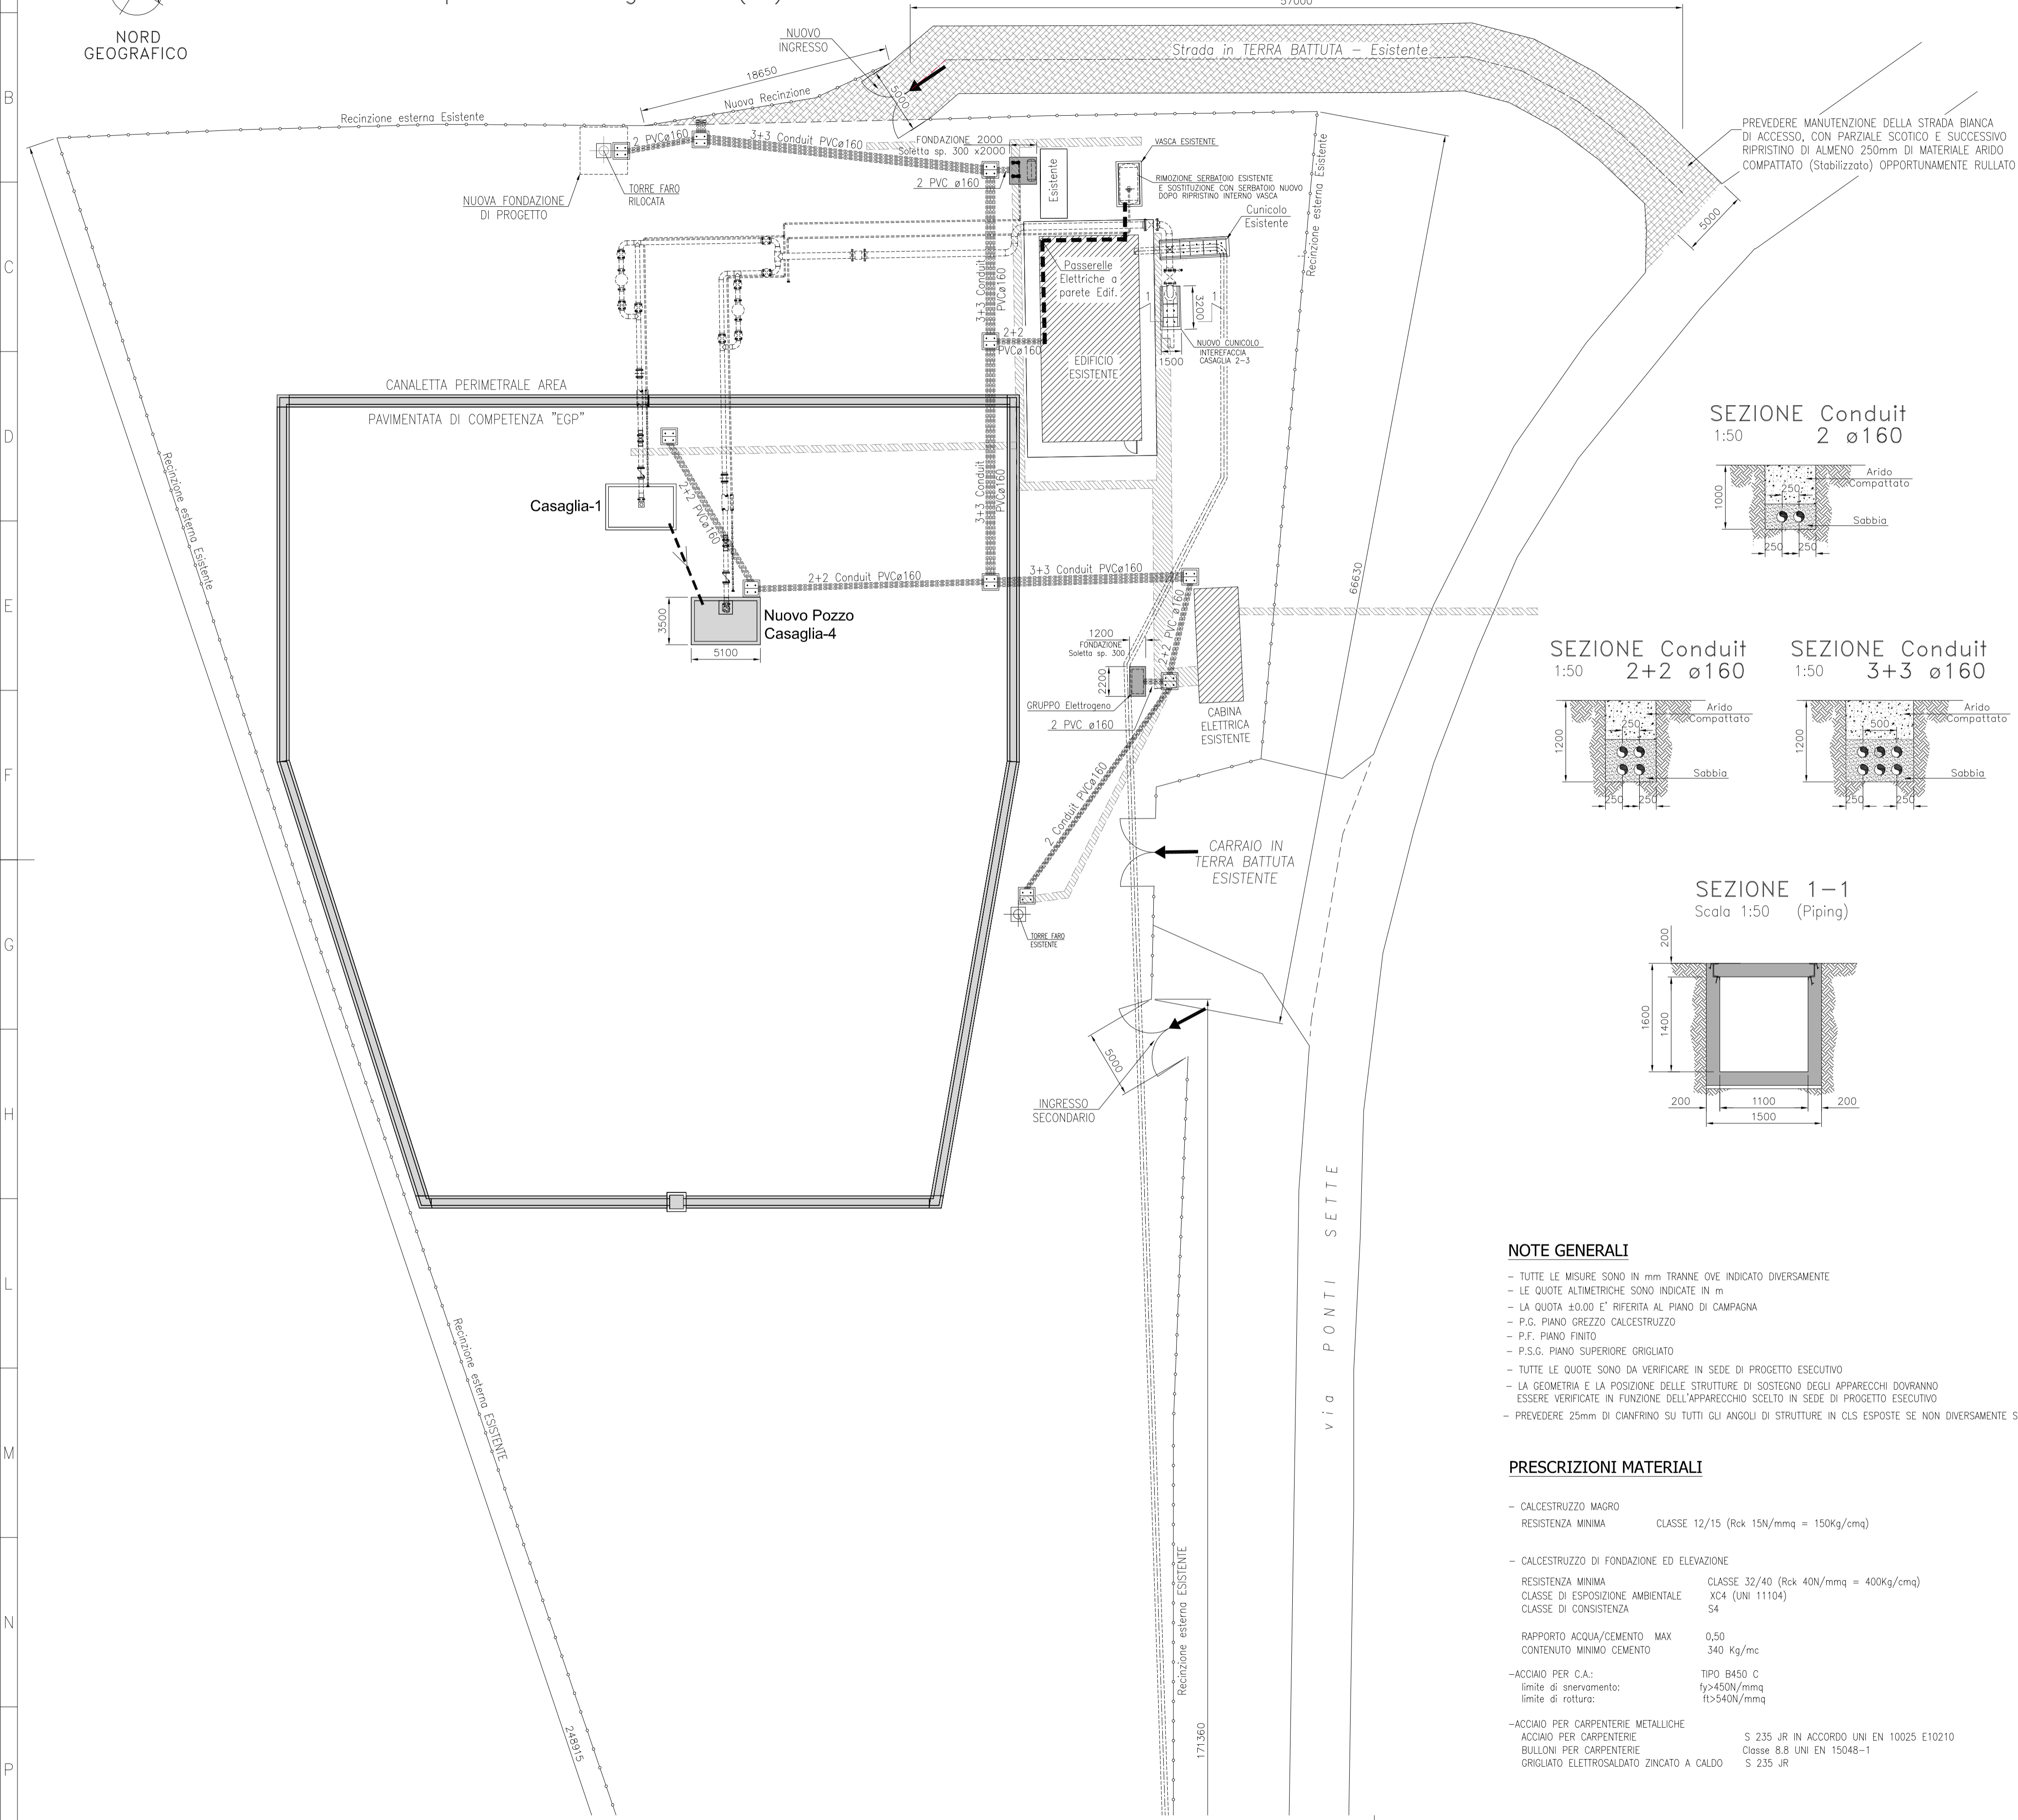 57000
NORD
GEOGRAFICO
NUOVO
INGRESSO
Strada in TERRA BATTUTA - Esistente
18650
5000
Nuova Recinzione
Recinzione esterna Esistente
B
PREVEDERE MANUTENZIONE DELLA STRADA BIANCA
DI ACCESSO, CON PARZIALE SCOTICO E SUCCESSIVO
RIPRISTINO DI ALMENO 250mm DI MATERIALE ARIDO
COMPATTATO (Stabilizzato) OPPORTUNAMENTE RULLATO
5000
2 PVCø160
3+3 Conduit PVCø160
FONDAZIONE 2000
Soletta sp. 300 x2000
2 PVC ø160
Esistente
VASCA ESISTENTE
RIMOZIONE SERBATOIO ESISTENTE
E SOSTITUZIONE CON SERBATOIO NUOVO
DOPO RIPRISTINO INTERNO VASCA
TORRE FARO
RILOCATA
NUOVA FONDAZIONE
DI PROGETTO
Cunicolo
Esistente
Recinzione esterna Esistente
C
Passerelle
Elettriche a
parete Edif.
3+3 Conduit
PVCø160
1
1
3200
2+2
PVCø160
NUOVO CUNICOLO
INTEREFACCIA
CASAGLIA 2-3
1500
EDIFICIO
ESISTENTE
CANALETTA PERIMETRALE AREA
PAVIMENTATA DI COMPETENZA "EGP"
D
SEZIONE Conduit
1:50 2 ø160
Arido
Compattato
250
1000
Sabbia
250
250
Recinzione esterna Esistente
Casaglia-1
2+2 PVCø160
3+3 Conduit
PVCø160
2+2 Conduit PVCø160
3+3 Conduit PVCø160
66630
E
3500
Nuovo Pozzo
Casaglia-4
5100
1200
FONDAZIONE
Soletta sp. 300
2+2 PVC ø160
2200
GRUPPO Elettrogeno
2 PVC ø160
CABINA
ELETTRICA
ESISTENTE
SEZIONE Conduit
1:50 2+2 ø160
Arido
Compattato
250
1200
Sabbia
250
250
SEZIONE Conduit
1:50 3+3 ø160
Arido
Compattato
500
1200
Sabbia
250
250
F
2 Conduit PVCø160
CARRAIO IN
TERRA BATTUTA
ESISTENTE
TORRE FARO
ESISTENTE
G
SEZIONE 1-1
Scala 1:50 (Piping)
200
1600
1400
200
1100
200
1500
5000
INGRESSO
SECONDARIO
H
via PONTI SETTE
L
NOTE GENERALI
- TUTTE LE MISURE SONO IN mm TRANNE OVE INDICATO DIVERSAMENTE
- LE QUOTE ALTIMETRICHE SONO INDICATE IN m
- LA QUOTA ±0.00 E' RIFERITA AL PIANO DI CAMPAGNA
- P.G. PIANO GREZZO CALCESTRUZZO
- P.F. PIANO FINITO
- P.S.G. PIANO SUPERIORE GRIGLIATO
- TUTTE LE QUOTE SONO DA VERIFICARE IN SEDE DI PROGETTO ESECUTIVO
- LA GEOMETRIA E LA POSIZIONE DELLE STRUTTURE DI SOSTEGNO DEGLI APPARECCHI DOVRANNO
ESSERE VERIFICATE IN FUNZIONE DELL'APPARECCHIO SCELTO IN SEDE DI PROGETTO ESECUTIVO
- PREVEDERE 25mm DI CIANFRINO SU TUTTI GLI ANGOLI DI STRUTTURE IN CLS ESPOSTE SE NON DIVERSAMENTE S
Recinzione esterna ESISTENTE
M
PRESCRIZIONI MATERIALI
- CALCESTRUZZO MAGRO
RESISTENZA MINIMA CLASSE 12/15 (Rck 15N/mmq = 150Kg/cmq)
- CALCESTRUZZO DI FONDAZIONE ED ELEVAZIONE
RESISTENZA MINIMA CLASSE 32/40 (Rck 40N/mmq = 400Kg/cmq)
CLASSE DI ESPOSIZIONE AMBIENTALE XC4 (UNI 11104)
CLASSE DI CONSISTENZA S4
RAPPORTO ACQUA/CEMENTO MAX 0,50
CONTENUTO MINIMO CEMENTO 340 Kg/mc
-ACCIAIO PER C.A.: TIPO B450 C
limite di snervamento: fy>450N/mmq
limite di rottura: ft>540N/mmq
-ACCIAIO PER CARPENTERIE METALLICHE
ACCIAIO PER CARPENTERIE S 235 JR IN ACCORDO UNI EN 10025 E10210
BULLONI PER CARPENTERIE Classe 8.8 UNI EN 15048-1
GRIGLIATO ELETTROSALDATO ZINCATO A CALDO S 235 JR
N
Recinzione esterna ESISTENTE
171360
248915
P